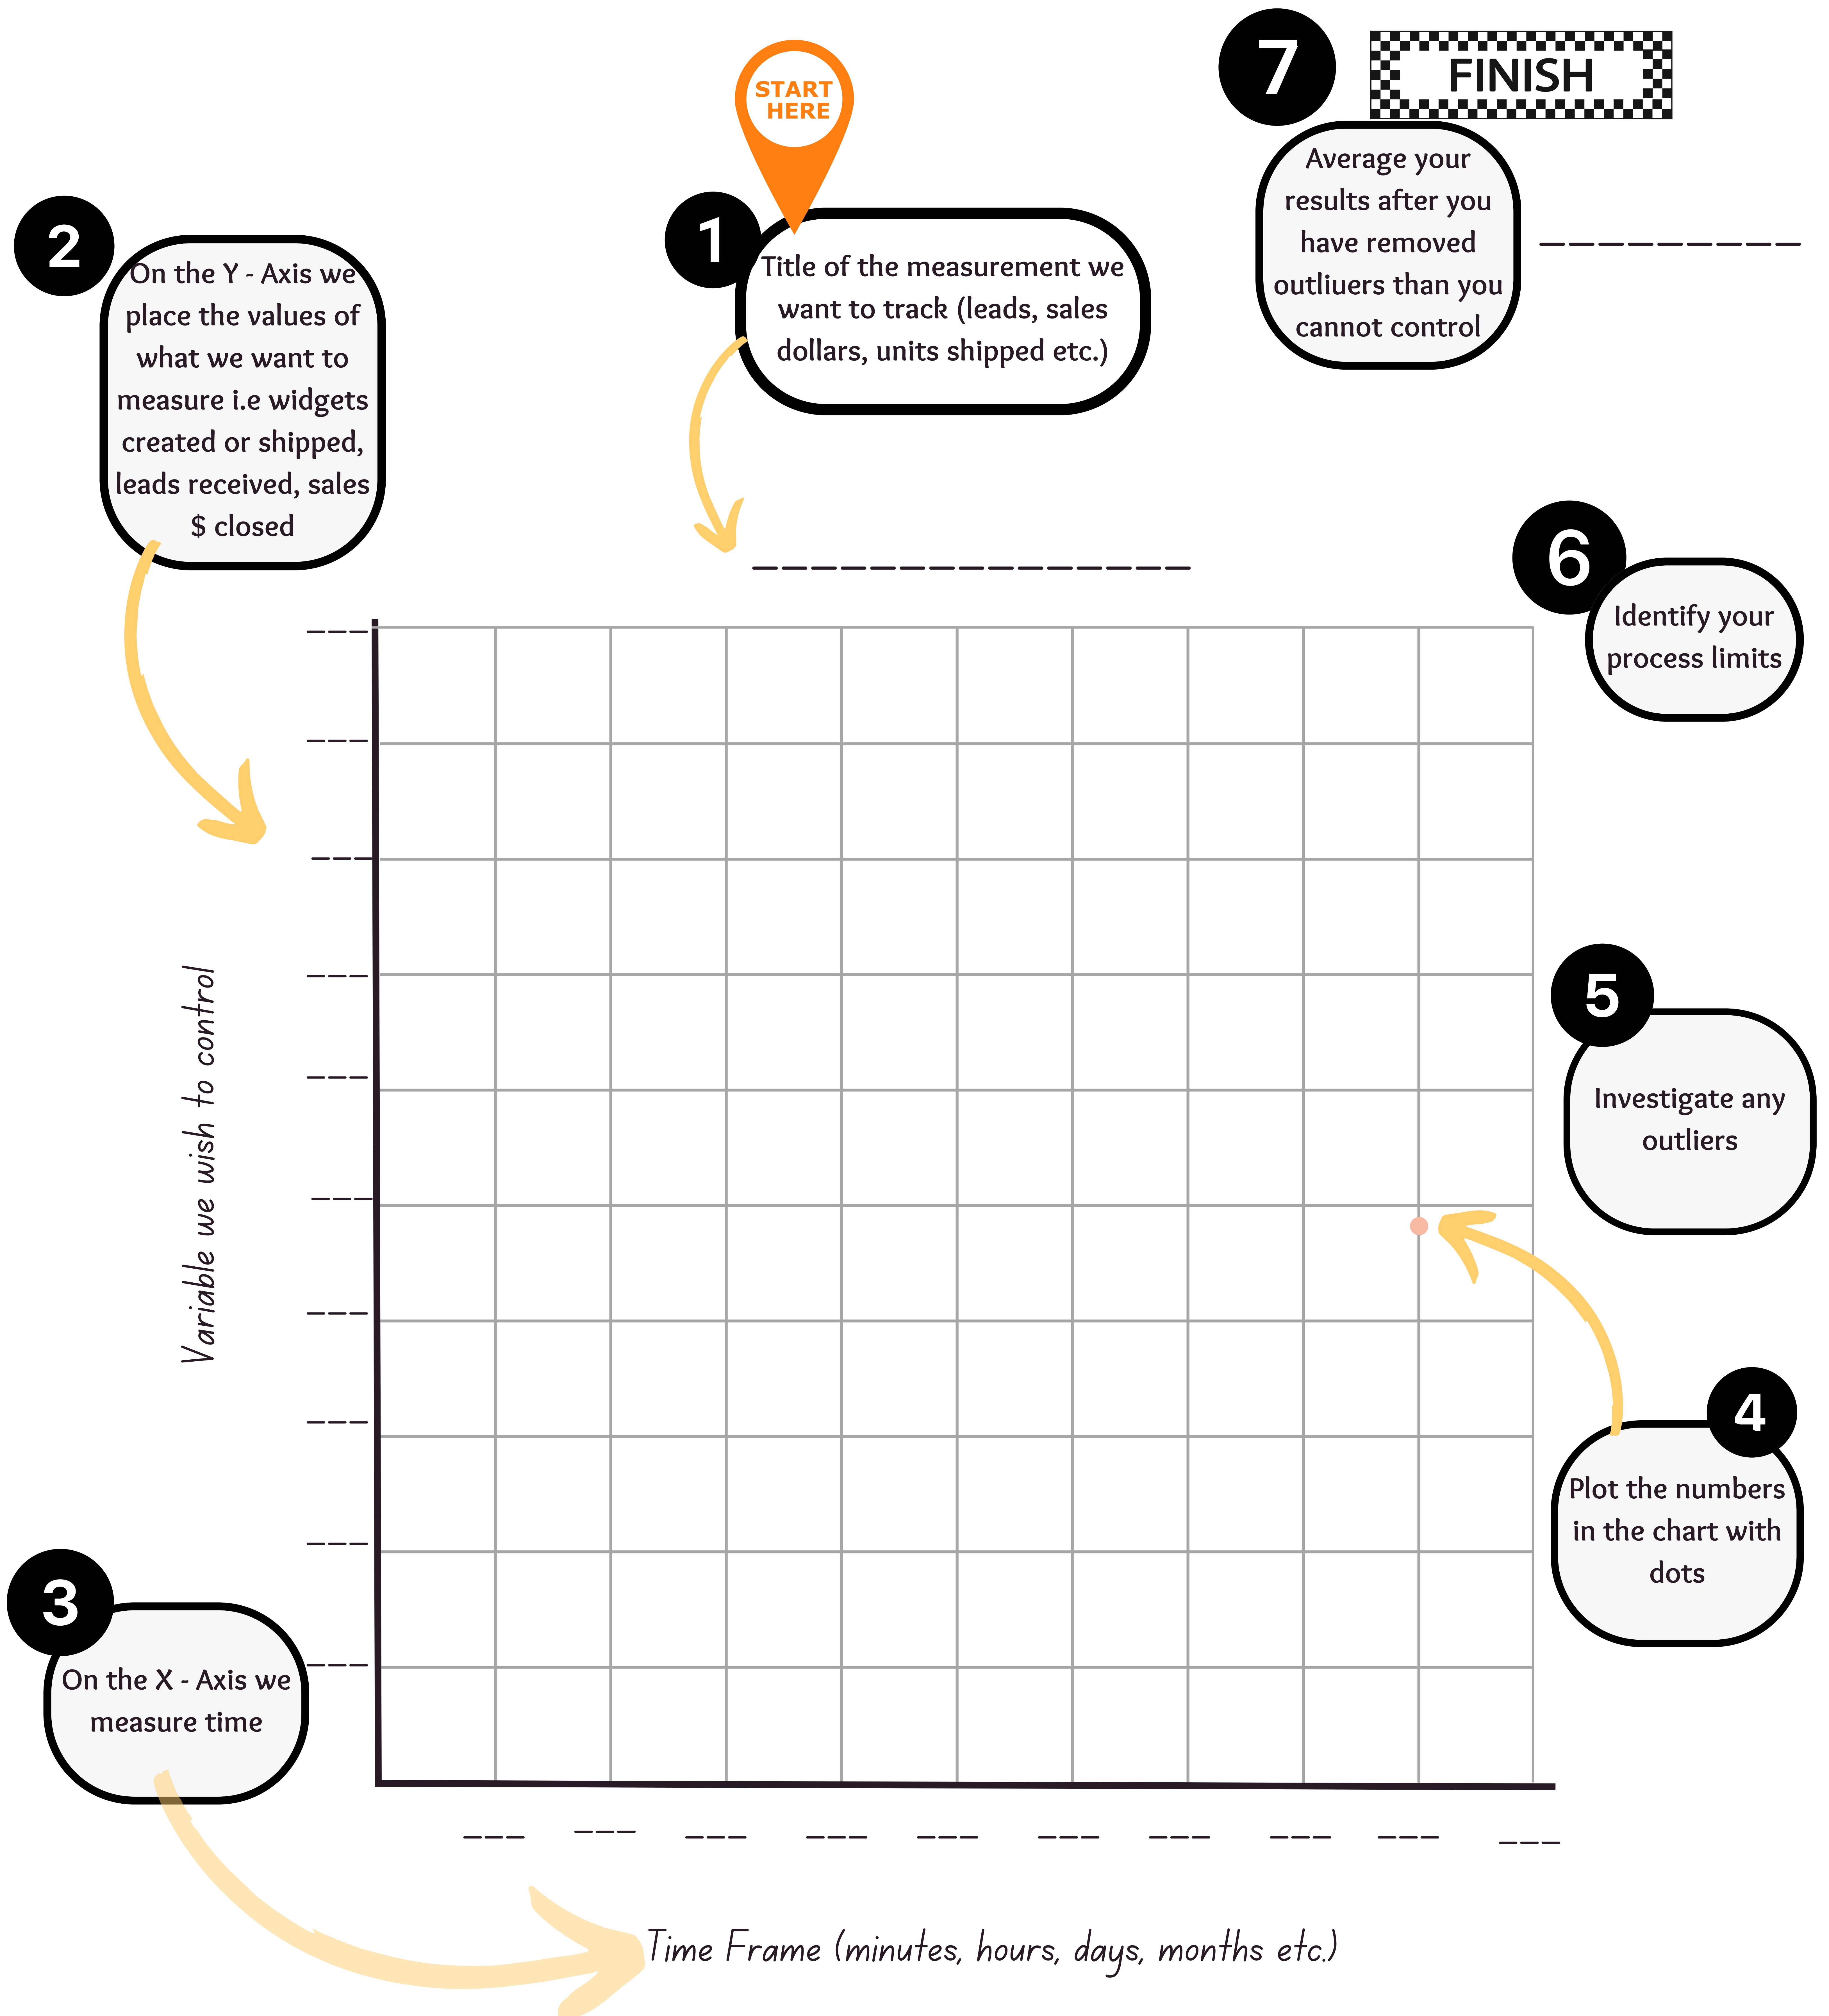 START
HERE
1
Title of the measurement we
want to track (leads, sales
dollars, units shipped etc.)
2
On the Y - Axis we
place the values of
what we want to
measure i.e widgets
created or shipped,
leads received, sales
$ closed
Variable we wish to control
3
On the X - Axis we
measure time
Time Frame (minutes, hours, days, months etc.)
4
Plot the numbers
in the chart with
dots
5
Investigate any
outliers
6
Identify your
process limits
7
FINISH
Average your
results after you
have removed
outliuers than you
cannot control